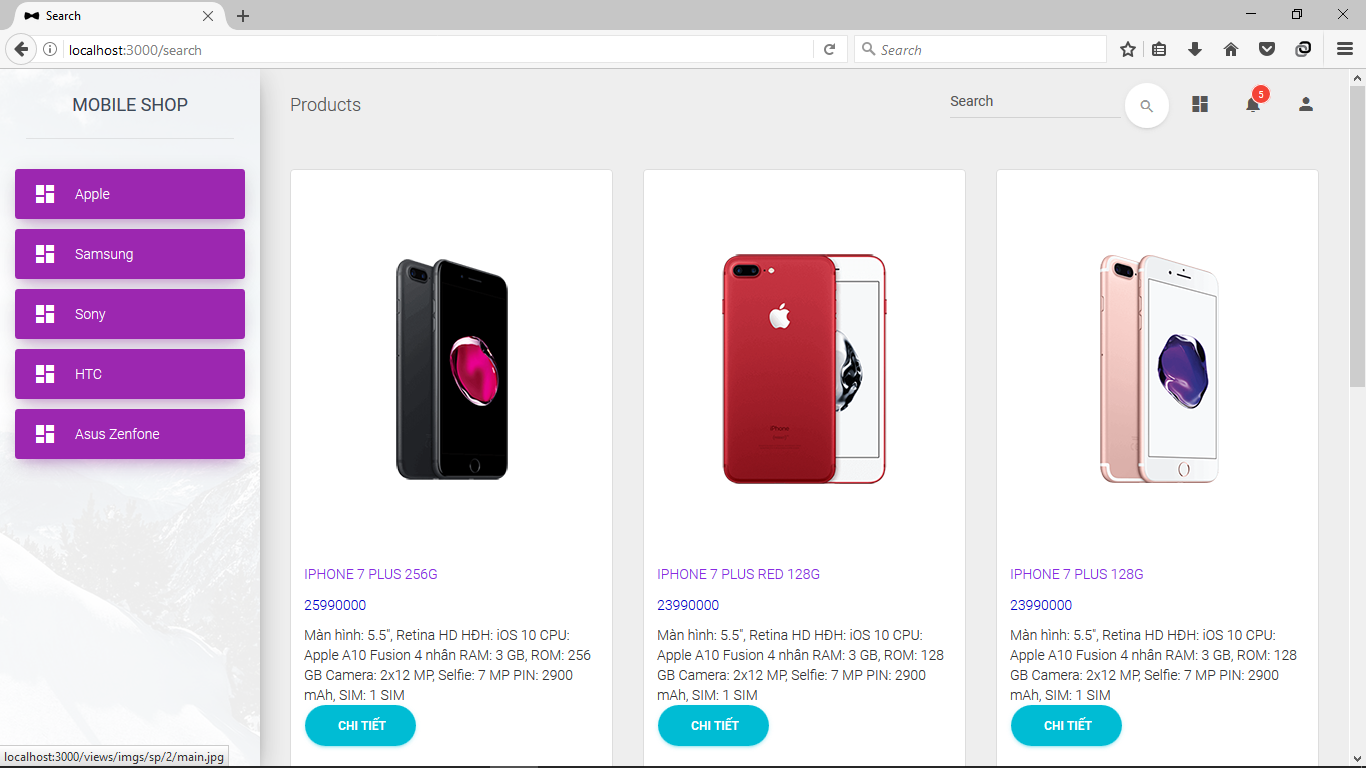 Search
localhost:3000/search
Search
MOBILE SHOP
Products
Search
5
Apple
Samsung
Sony
HTC
Asus Zenfone
IPHONE 7 PLUS 256G
25990000
Màn hình: 5.5", Retina HD HĐH: iOS 10 CPU:
Apple A10 Fusion 4 nhân RAM: 3 GB, ROM: 256
GB Camera: 2x12 MP, Selfie: 7 MP PIN: 2900
mAh, SIM: 1 SIM
CHI TIẾT
iPhone
IPHONE 7 PLUS RED 128G
23990000
Màn hình: 5.5", Retina HD HĐH: iOS 10 CPU:
Apple A10 Fusion 4 nhân RAM: 3 GB, ROM: 128
GB Camera: 2x12 MP, Selfie: 7 MP PIN: 2900
mAh, SIM: 1 SIM
CHI TIẾT
IPHONE 7 PLUS 128G
23990000
Màn hình: 5.5", Retina HD HĐH: iOS 10 CPU:
Apple A10 Fusion 4 nhân RAM: 3 GB, ROM: 128
GB Camera: 2x12 MP, Selfie: 7 MP PIN: 2900
mAh, SIM: 1 SIM
CHI TIẾT
localhost:3000/views/imgs/sp/2/main.jpg